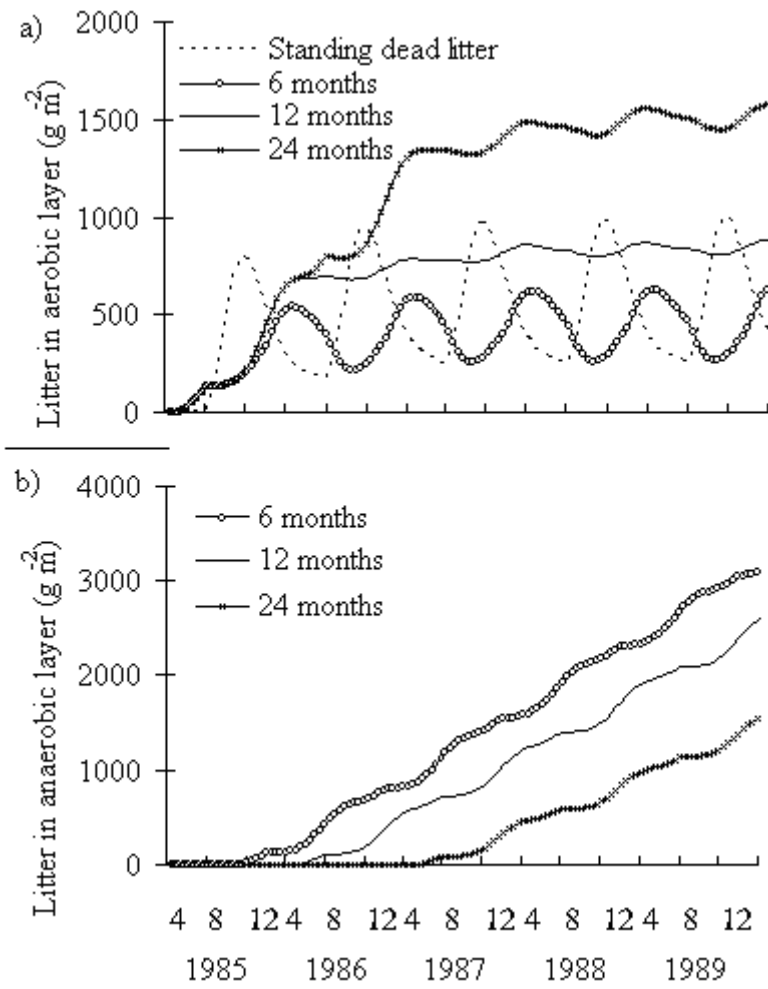 a)
Litter in aerobic layer (g m-2)
2000
1500
1000
500
0
Standing dead litter
6 months
12 months
24 months
b)
Litter in anaerobic layer (g m-2)
4000
3000
2000
1000
0
6 months
12 months
24 months
4 8 12 4 8 12 4 8 12 4 8 12 4 8 12
1985 1986 1987 1988 1989